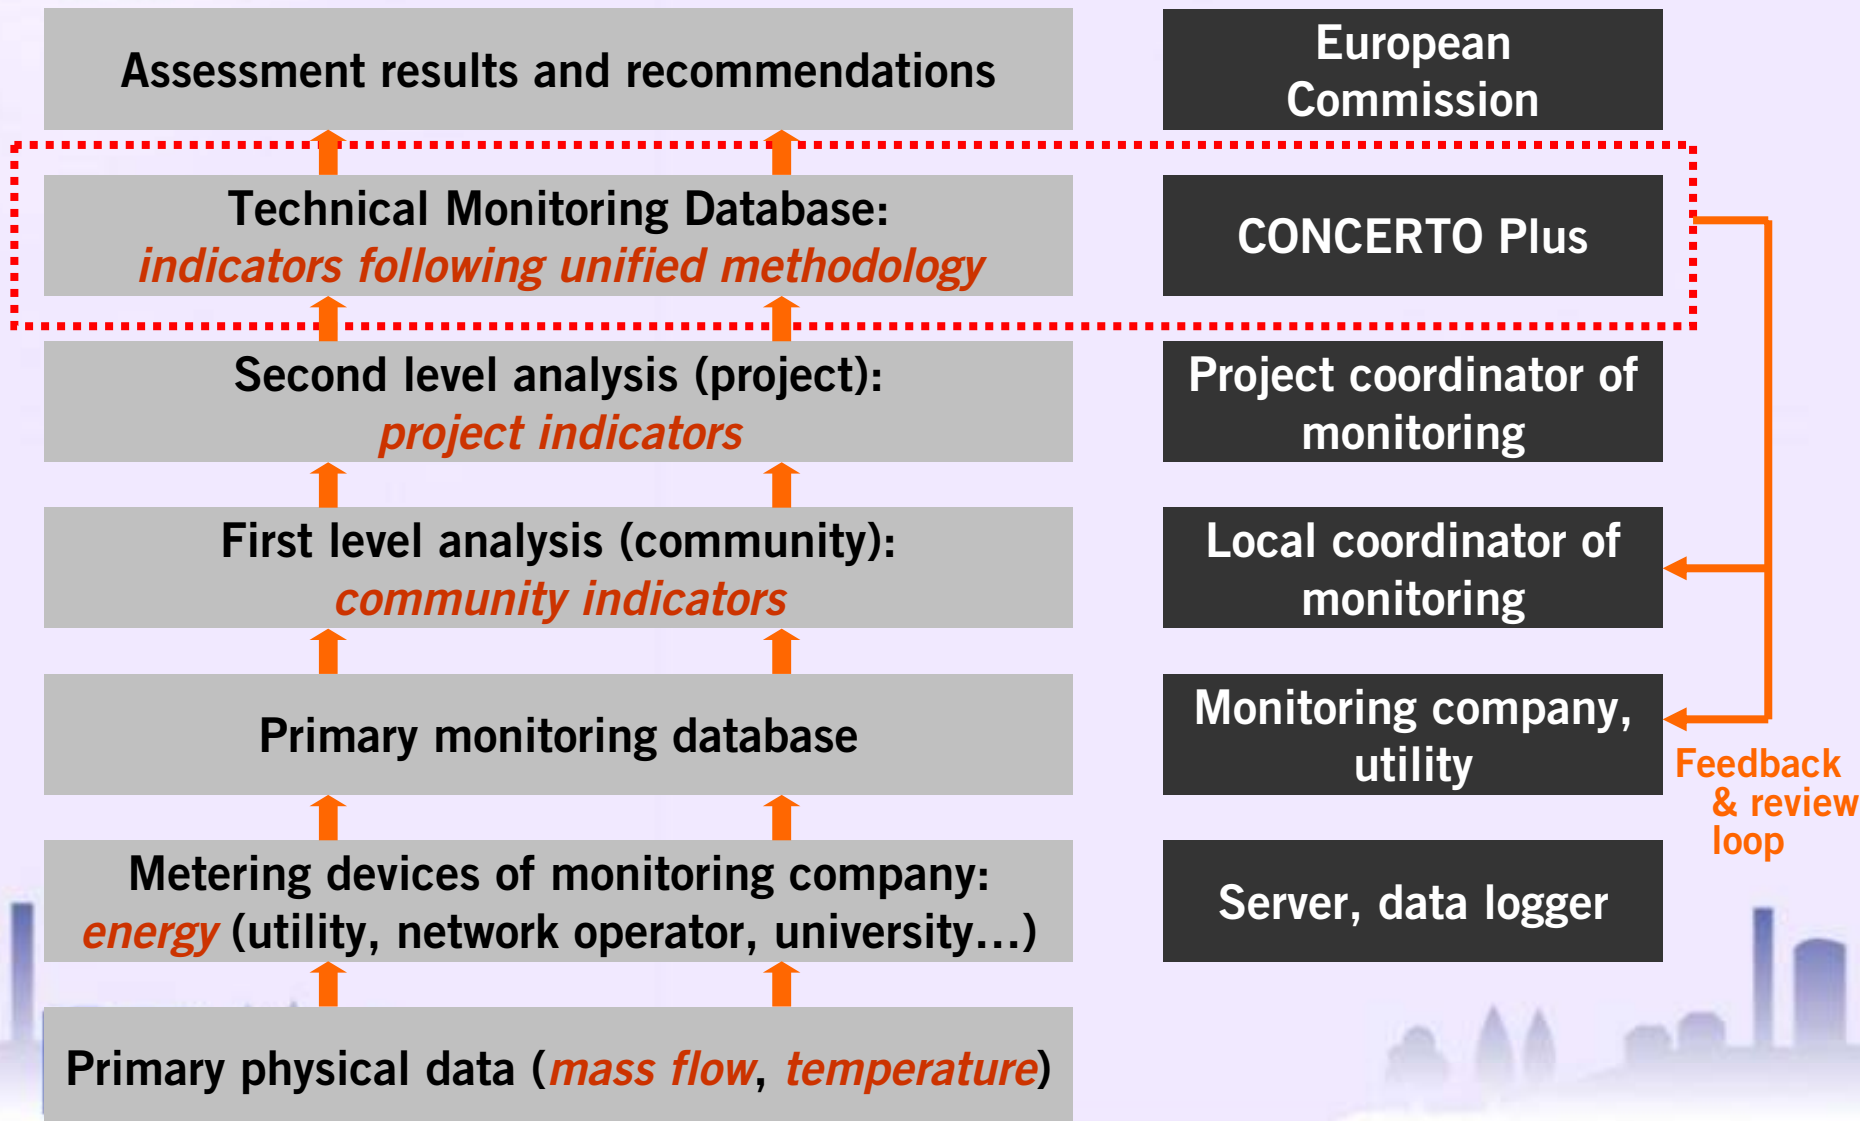 Assessment results and recommendations
European
Commission
Technical Monitoring Database:
indicators following unified methodology
CONCERTO Plus
Second level analysis (project):
project indicators
Project coordinator of
monitoring
First level analysis (community):
community indicators
Local coordinator of
monitoring
Primary monitoring database
Monitoring company,
utility
Feedback
& review
loop
Metering devices of monitoring company:
energy (utility, network operator, university...)
Server, data logger
Primary physical data (mass flow, temperature)